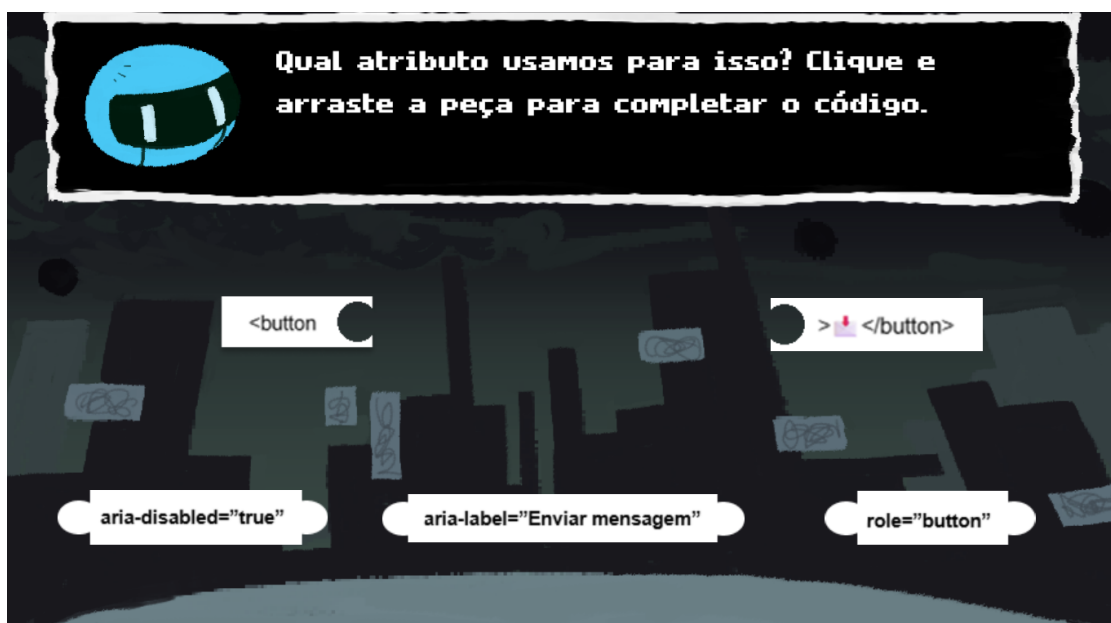 Qual atributo usamos para isso? Clique e
arraste a peça para completar o código.
<button
>📩</button>
aria-disabled=”true”
aria-label=”Enviar mensagem”
role=”button”